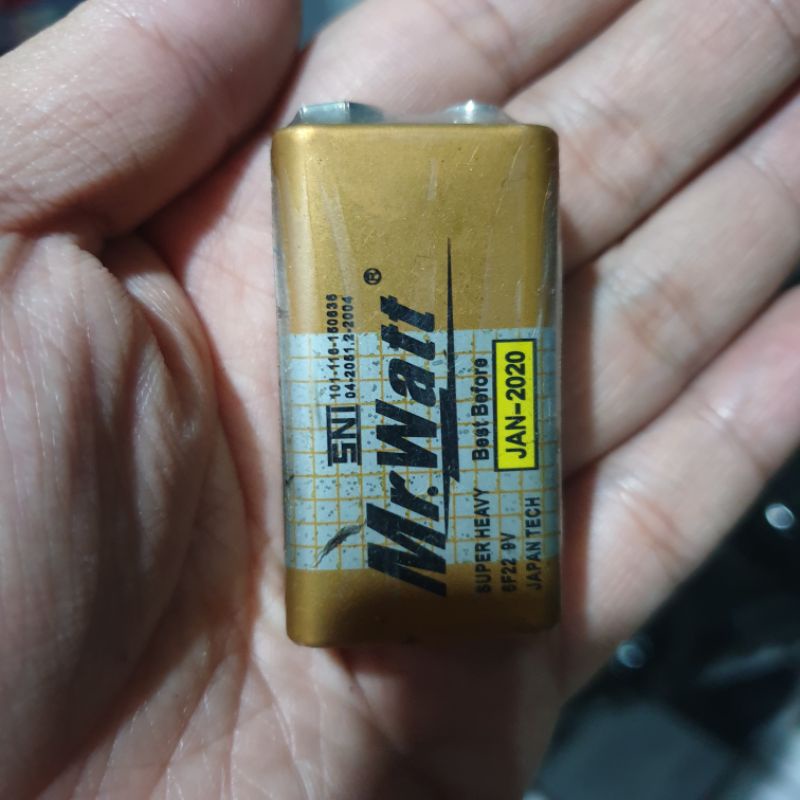 SNI
101-116-150636
04-2051.2-2004
Mr.Watt®
SUPER HEAVY Best Before
6F22 9V JAN-2020
JAPAN TECH